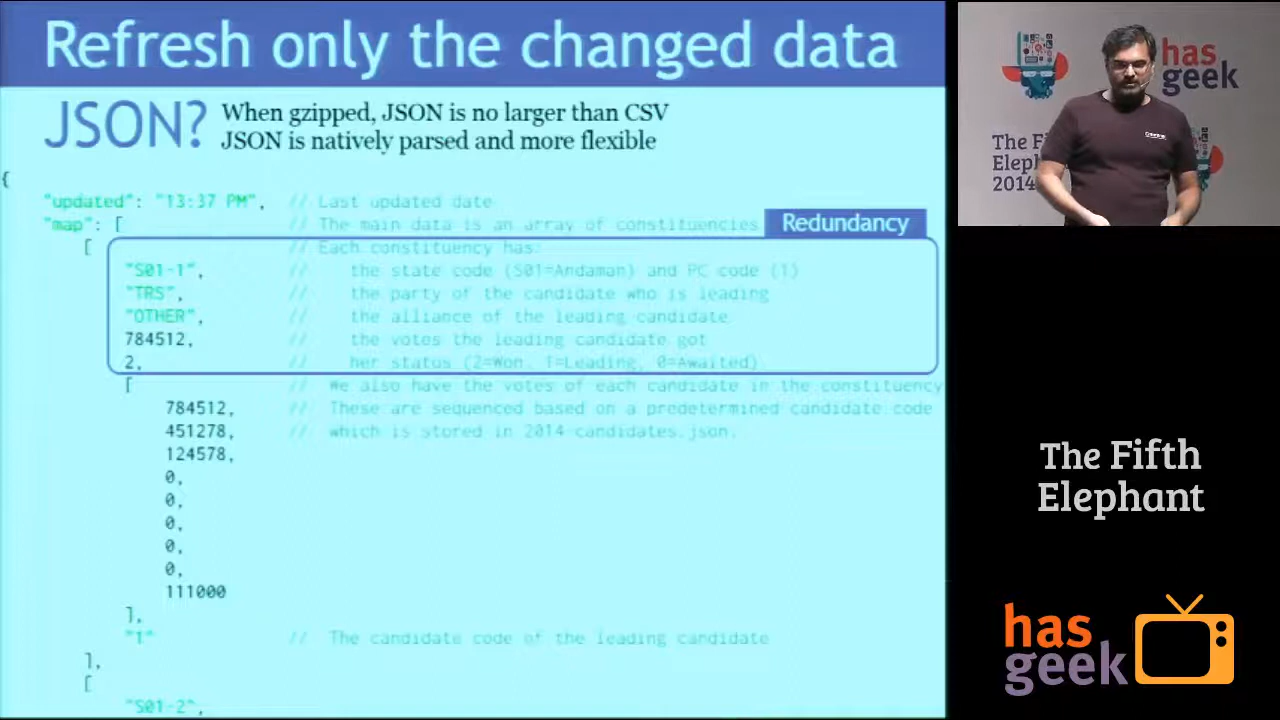 Refresh only the changed data
JSON?
When gzipped, JSON is no larger than CSV
JSON is natively parsed and more flexible
{
"updated": "13:37 PM", // Last updated date
"map": [ // The main data is an array of constituencies
Redundancy
[ // Each constituency has:
"S01-1", // the state code (S01=Andaman) and PC code (1)
"TRS", // the party of the candidate who is leading
"OTHER", // the alliance of the leading candidate
784512, // the votes the leading candidate got
2, // her status (2=Won, 1=Leading, 0=Awaited)
[ // We also have the votes of each candidate in the constituency
784512, // These are sequenced based on a predetermined candidate code
451278, // which is stored in 2014-candidates.json.
124578,
0,
0,
0,
0,
0,
111000
],
"1" // The candidate code of the leading candidate
],
[
"S01-2",
has
geek
The Fi
Elep
2014
The Fifth
Elephant
has
geek